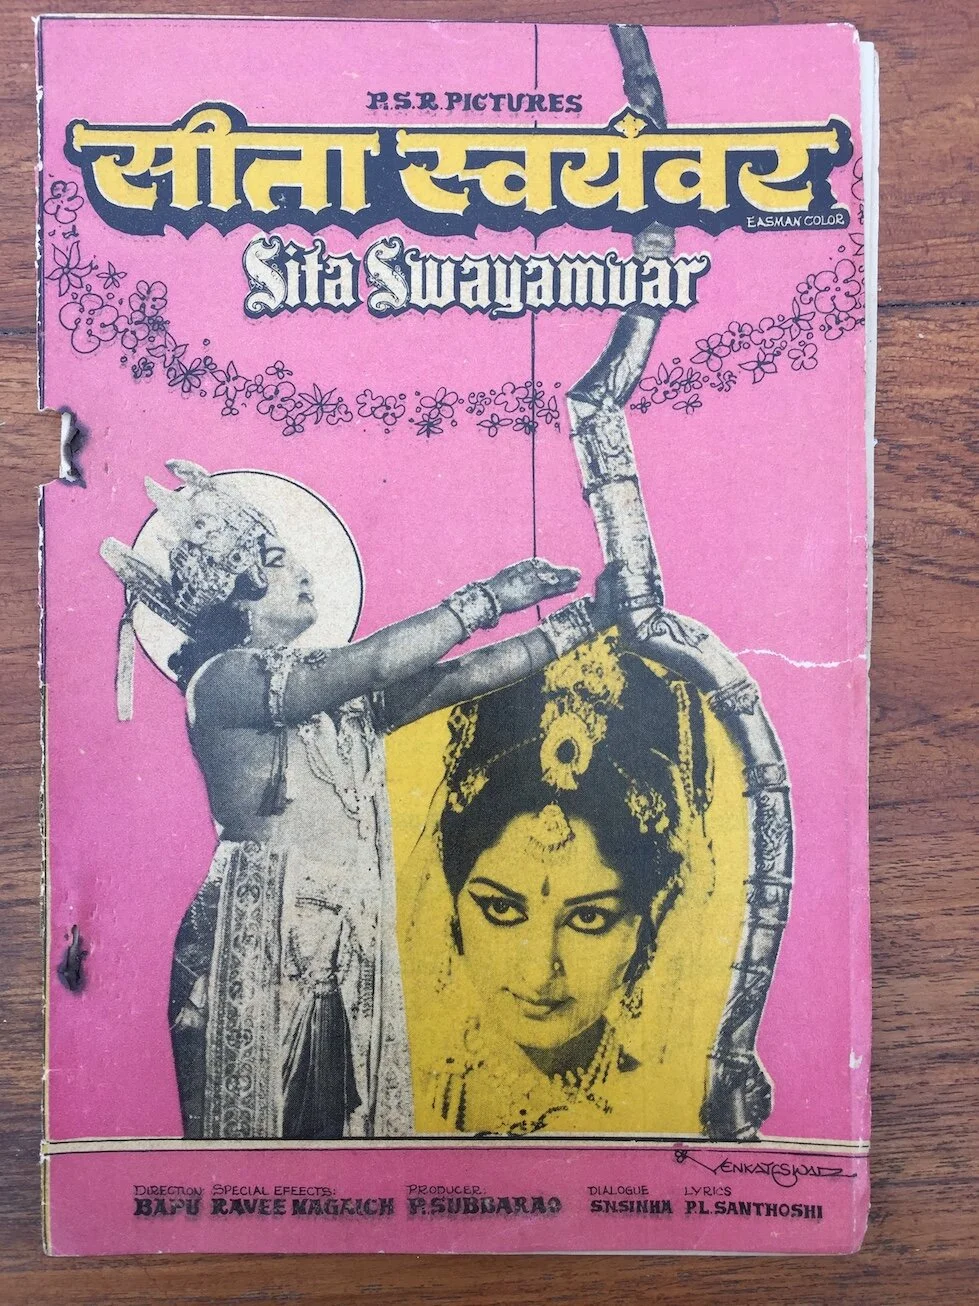 P.S.R. PICTURES
सीता स्वयंवर
EASMAN COLOR
Sita Swayamvar
VENKATESWAR
DIRECTION: SPECIAL EFEECTS: PRODUCER: DIALOGUE LYRICS
BAPU RAVEE NAGAICH P. SUBBARAO S.N. SINHA P.L. SANTHOSHI